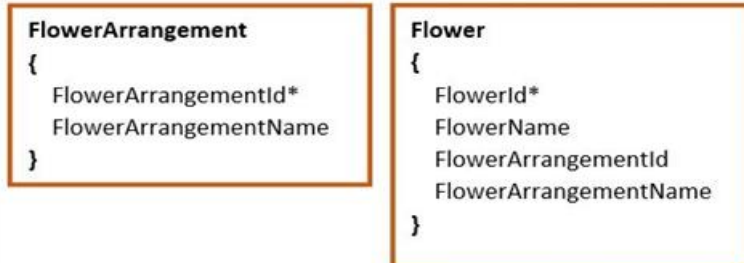 FlowerArrangement
{
FlowerArrangementId*
FlowerArrangementName
}
Flower
{
FlowerId*
FlowerName
FlowerArrangementId
FlowerArrangementName
}